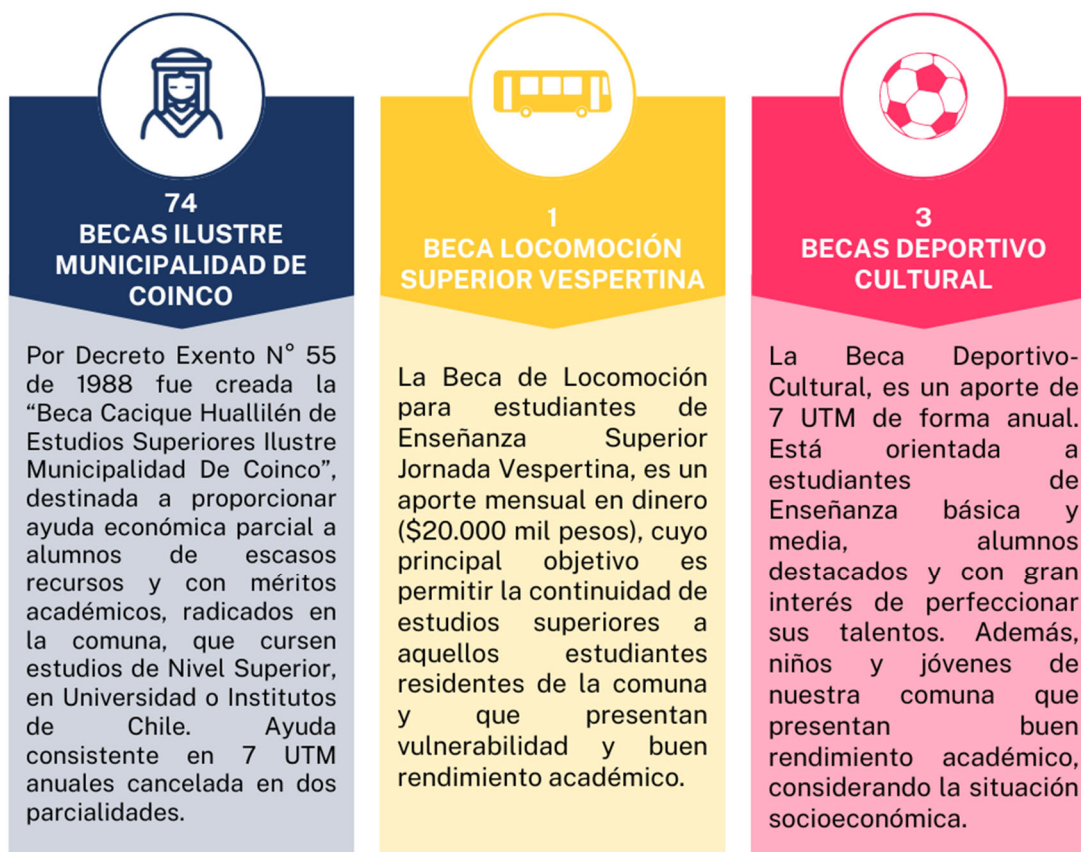 74
BECAS ILUSTRE
MUNICIPALIDAD DE
COINCO
Por Decreto Exento N° 55
de 1988 fue creada la
“Beca Cacique Huallilén de
Estudios Superiores Ilustre
Municipalidad De Coinco”,
destinada a proporcionar
ayuda económica parcial a
alumnos de escasos
recursos y con méritos
académicos, radicados en
la comuna, que cursen
estudios de Nivel Superior,
en Universidad o Institutos
de Chile. Ayuda
consistente en 7 UTM
anuales cancelada en dos
parcialidades.
1
BECA LOCOMOCIÓN
SUPERIOR VESPERTINA
La Beca de Locomoción
para estudiantes de
Enseñanza Superior
Jornada Vespertina, es un
aporte mensual en dinero
($20.000 mil pesos), cuyo
principal objetivo es
permitir la continuidad de
estudios superiores a
aquellos estudiantes
residentes de la comuna
y que presentan
vulnerabilidad y buen
rendimiento académico.
3
BECAS DEPORTIVO
CULTURAL
La Beca Deportivo-
Cultural, es un aporte de
7 UTM de forma anual.
Está orientada a
estudiantes de
Enseñanza básica y
media, alumnos
destacados y con gran
interés de perfeccionar
sus talentos. Además,
niños y jóvenes de
nuestra comuna que
presentan buen
rendimiento académico,
considerando la situación
socioeconómica.